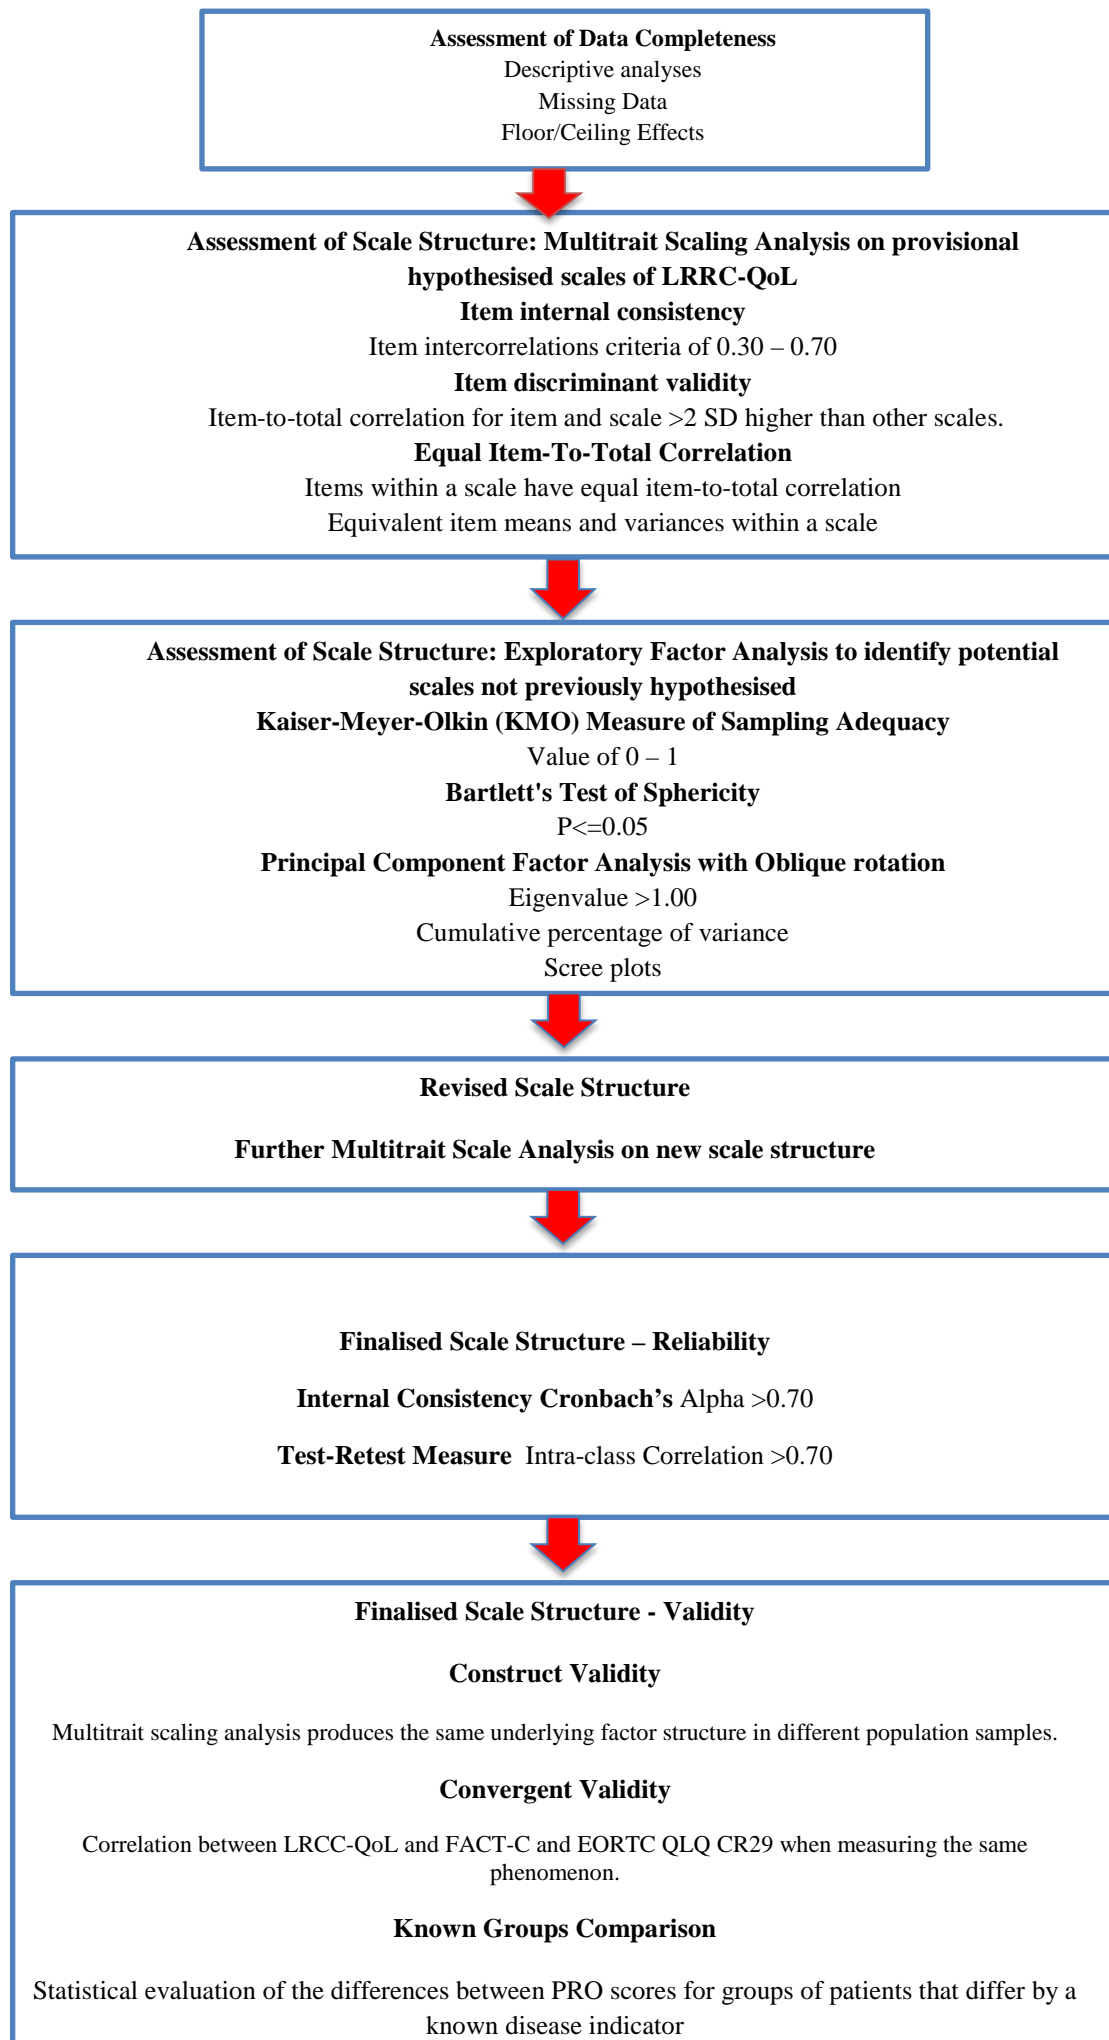 Assessment of Data Completeness
Descriptive analyses
Missing Data
Floor/Ceiling Effects
Assessment of Scale Structure: Multitrait Scaling Analysis on provisional
hypothesised scales of LRRC-QoL
Item internal consistency
Item intercorrelations criteria of 0.30 – 0.70
Item discriminant validity
Item-to-total correlation for item and scale >2 SD higher than other scales.
Equal Item-To-Total Correlation
Items within a scale have equal item-to-total correlation
Equivalent item means and variances within a scale
Assessment of Scale Structure: Exploratory Factor Analysis to identify potential
scales not previously hypothesised
Kaiser-Meyer-Olkin (KMO) Measure of Sampling Adequacy
Value of 0 – 1
Bartlett's Test of Sphericity
P<=0.05
Principal Component Factor Analysis with Oblique rotation
Eigenvalue >1.00
Cumulative percentage of variance
Scree plots
Revised Scale Structure
Further Multitrait Scale Analysis on new scale structure
Finalised Scale Structure – Reliability
Internal Consistency Cronbach’s Alpha >0.70
Test-Retest Measure Intra-class Correlation >0.70
Finalised Scale Structure - Validity
Construct Validity
Multitrait scaling analysis produces the same underlying factor structure in different population samples.
Convergent Validity
Correlation between LRCC-QoL and FACT-C and EORTC QLQ CR29 when measuring the same
phenomenon.
Known Groups Comparison
Statistical evaluation of the differences between PRO scores for groups of patients that differ by a
known disease indicator